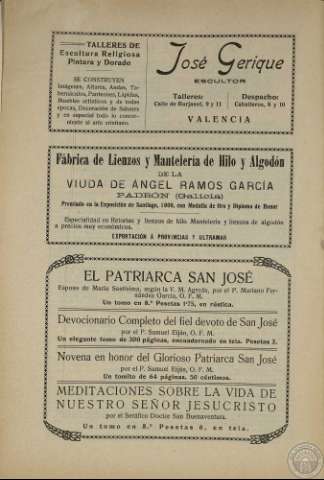 TALLERES DE
Escultura Religiosa
Pintura y Dorado
SE CONSTRUYEN
Imágenes, Altares, Andas, Tabernáculos, Panteones, Lápidas,
Muebles artísticos y de todas
épocas, Decoración de Salones
y en especial todo lo concerniente al arte cristiano.
José Gerique
ESCULTOR
Talleres:
Calle de Burjasot, 9 y 11
Despacho:
Caballeros, 8 y 10
VALENCIA
Fábrica de Lienzos y Mantelería de Hilo y Algodón
DE LA
VIUDA DE ÁNGEL RAMOS GARCÍA
PADRÓN (Galicia)
Premiado en la Exposición de Santiago, 1909, con Medalla de Oro y Diploma de Honor
Especialidad en Batistas y lienzos de hilo. Mantelería y lienzos de algodón
a precios muy económicos.
EXPORTACIÓN A PROVINCIAS Y ULTRAMAR
EL PATRIARCA SAN JOSÉ
Esposo de María Santísima, según la V. M. Agreda, por el P. Mariano Fernández García, O. F. M.
Un tomo en 8.º Pesetas 1'75, en rústica.
Devocionario Completo del fiel devoto de San José
por el P. Samuel Eiján, O. F. M.
Un elegante tomo de 300 páginas, encuadernado en tela. Pesetas 2.
Novena en honor del Glorioso Patriarca San José
por el P. Samuel Eiján, O. F. M.
Un tomito de 64 páginas. 50 céntimos.
MEDITACIONES SOBRE LA VIDA DE
NUESTRO SEÑOR JESUCRISTO
por el Seráfico Doctor San Buenaventura.
Un tomo en 8.º Pesetas 6, en tela.